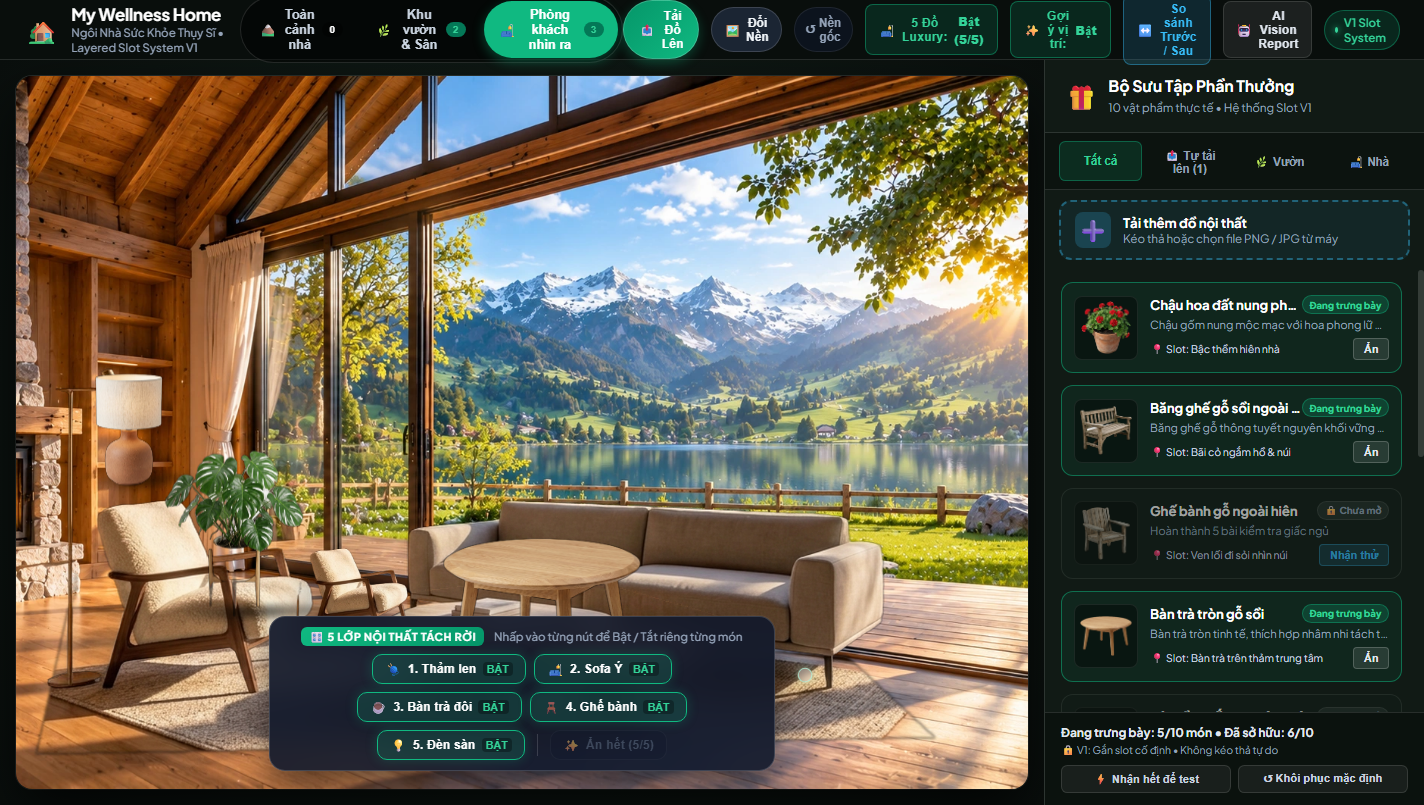 My Wellness Home
Ngôi Nhà Sức Khỏe Thụy Sĩ •
Layered Slot System V1
Toàn
cảnh
nhà
0
Khu
vườn
& Sân
2
Phòng
khách
nhìn ra
3
Tải
Đồ
Lên
Đổi
Nền
↺ Nền
gốc
5 Đồ
Luxury:
Bật
(5/5)
Gợi
ý vị
trí:
Bật
So
sánh
Trước
/ Sau
AI
Vision
Report
V1 Slot
System
5 LỚP NỘI THẤT TÁCH RỜI
Nhấp vào từng nút để Bật / Tắt riêng từng món
1. Thảm len BẬT
2. Sofa Ý BẬT
3. Bàn trà đôi BẬT
4. Ghế bành BẬT
5. Đèn sàn BẬT
Ẩn hết (5/5)
Bộ Sưu Tập Phần Thưởng
10 vật phẩm thực tế • Hệ thống Slot V1
Tất cả
Tự tải
lên (1)
Vườn
Nhà
Tải thêm đồ nội thất
Kéo thả hoặc chọn file PNG / JPG từ máy
Chậu hoa đất nung ph... Đang trưng bày
Chậu gốm nung mộc mạc với hoa phong lữ ...
Slot: Bậc thềm hiên nhà
Ẩn
Băng ghế gỗ sồi ngoài ... Đang trưng bày
Băng ghế gỗ thông tuyết nguyên khối vững ...
Slot: Bãi cỏ ngắm hồ & núi
Ẩn
Ghế bành gỗ ngoài hiên
Chưa mở
Hoàn thành 5 bài kiểm tra giấc ngủ
Slot: Ven lối đi sỏi nhìn núi
Nhận thử
Bàn trà tròn gỗ sồi
Đang trưng bày
Bàn trà tròn tinh tế, thích hợp nhâm nhi tách t...
Slot: Bàn trà trên thảm trung tâm
Ẩn
Đang trưng bày: 5/10 món • Đã sở hữu: 6/10
V1: Gắn slot cố định • Không kéo thả tự do
Nhận hết để test
↺ Khôi phục mặc định